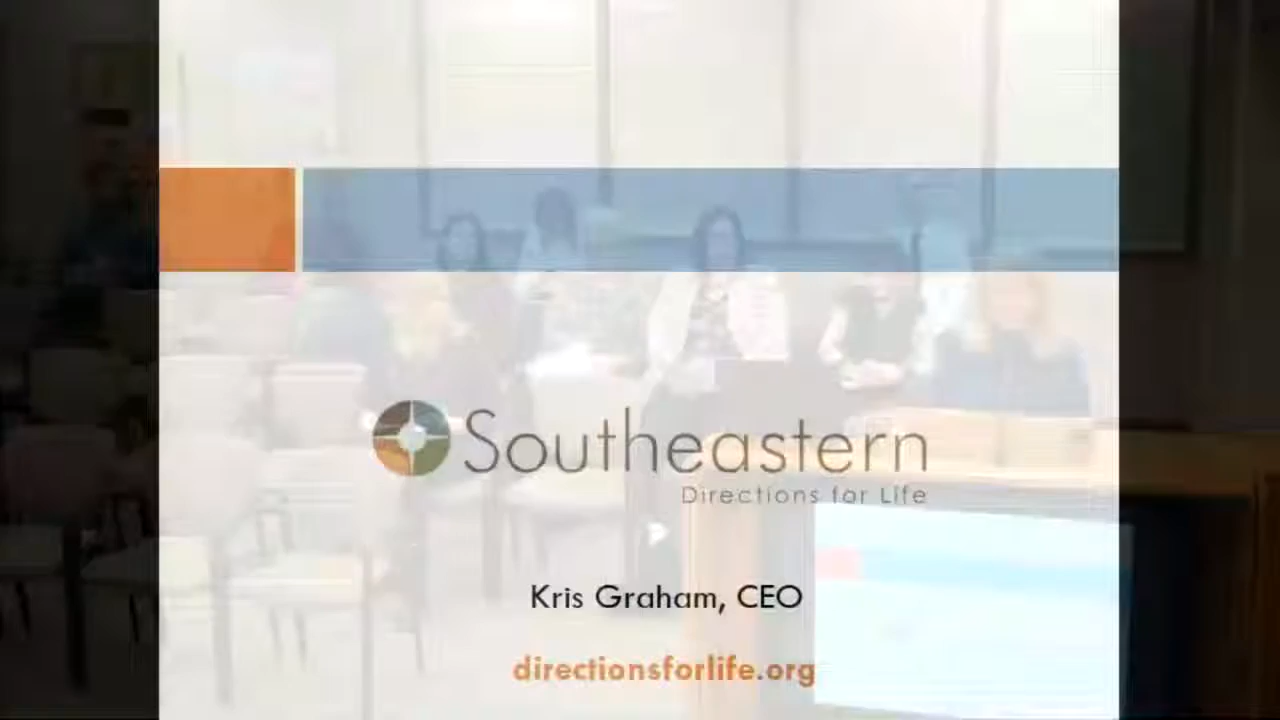 Southeastern
Directions for Life
Kris Graham, CEO
directionsforlife.org